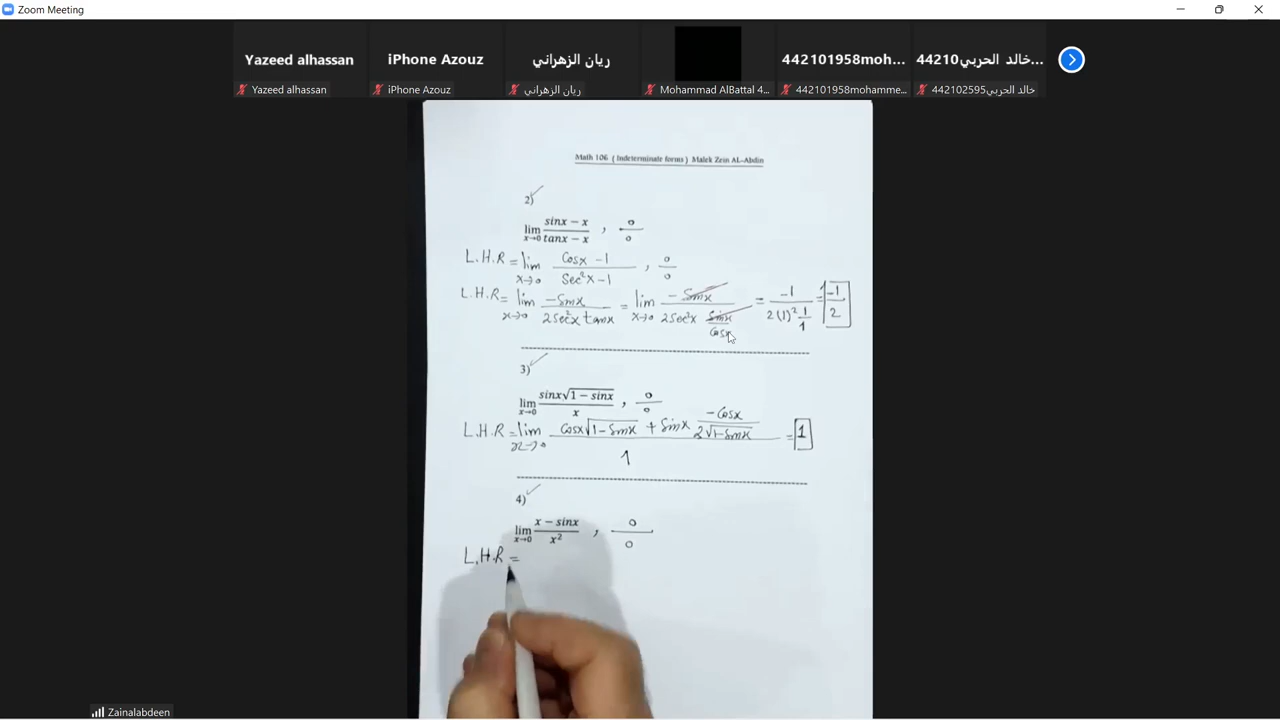 Zoom Meeting
Yazeed alhassan
iPhone Azouz
ريان الزهراني
442101958moh...
44210خالد الحربي...
Yazeed alhassan
iPhone Azouz
ريان الزهراني
Mohammad AlBattal 4...
442101958mohamme...
442102595خالد الحربي
Math 106 ( Indeterminate forms ) Malek Zein AL-Abdin
2)
lim x→0 (sinx − x)/(tanx − x) , 0/0
L.H.R = lim x→0 (Cosx −1)/(Sec²x −1) , 0/0
L.H.R = lim x→0 (−Sinx)/(2Sec²x tanx) = lim x→0 (−Sinx)/(2Sec²x Sinx/Cosx) = −1/(2(1)² 1/1) = −1/2
3)
lim x→0 (sinx√(1 − sinx))/x , 0/0
L.H.R = lim x→0 (Cosx√(1−Sinx) + Sinx (−Cosx)/(2√(1−Sinx)))/1 = 1
4)
lim x→0 (x − sinx)/x² , 0/0
L.H.R =
Zainalabdeen